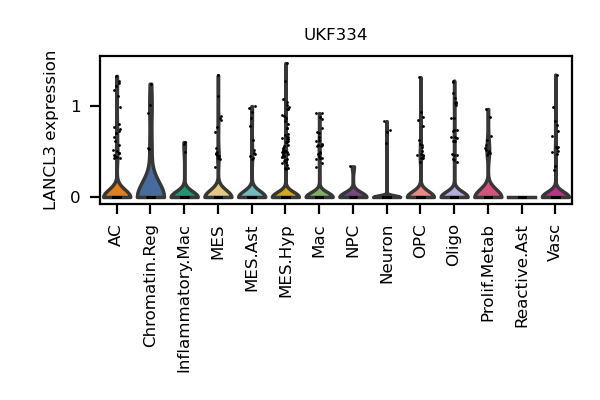 UKF334
LANCL3 expression
1
0
AC
Chromatin.Reg
Inflammatory.Mac
MES
MES.Ast
MES.Hyp
Mac
NPC
Neuron
OPC
Oligo
Prolif.Metab
Reactive.Ast
Vasc